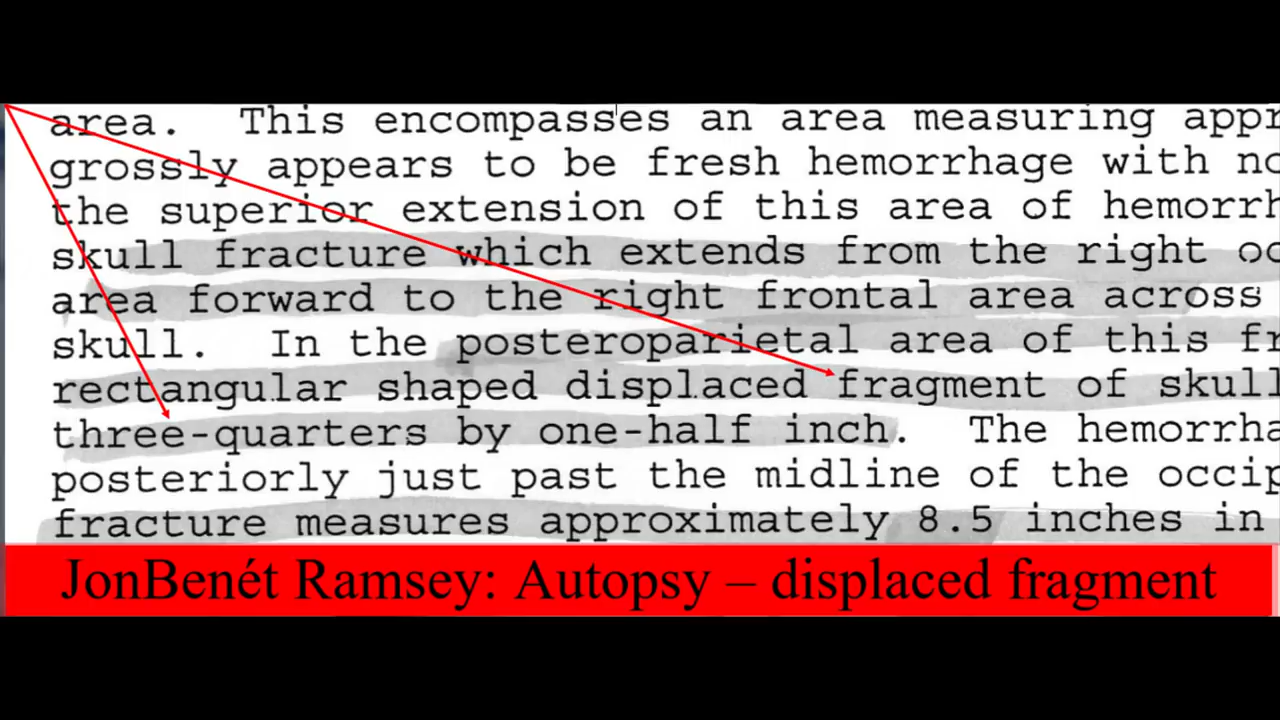 area. This encompasses an area measuring appr
grossly appears to be fresh hemorrhage with no
the superior extension of this area of hemorrh
skull fracture which extends from the right oc
area forward to the right frontal area across
skull. In the posteroparietal area of this fr
rectangular shaped displaced fragment of skull
three-quarters by one-half inch. The hemorrha
posteriorly just past the midline of the occip
fracture measures approximately 8.5 inches in
JonBenét Ramsey: Autopsy – displaced fragment